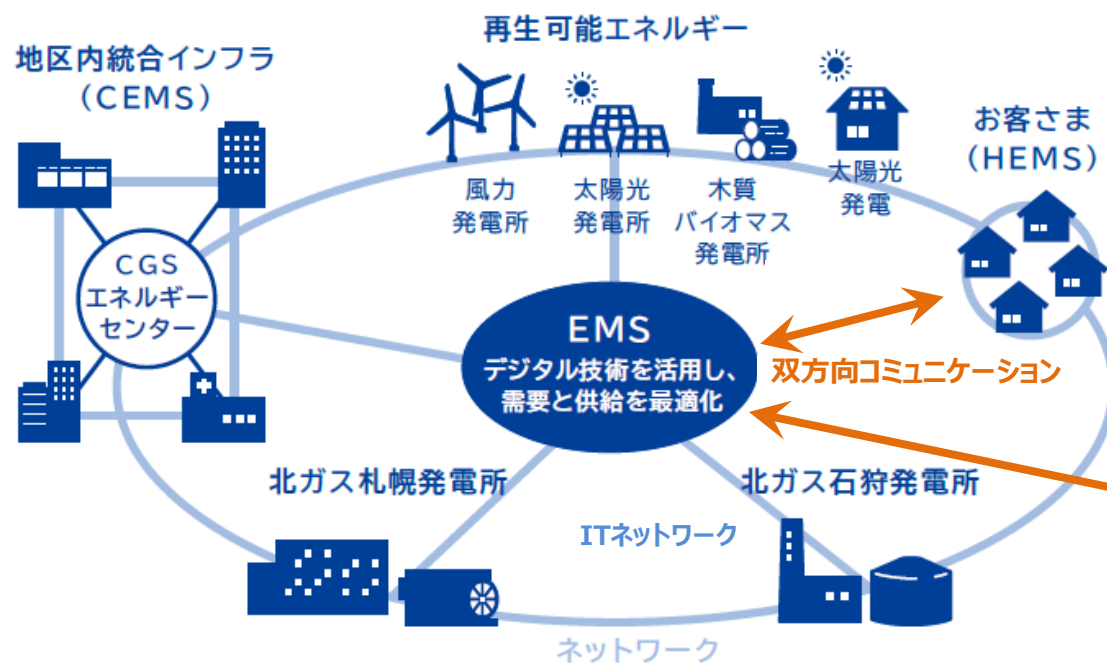 再生可能エネルギー
地区内統合インフラ
（CEMS）
お客さま
（HEMS）
風力
発電所
太陽光
発電所
木質
バイオマス
発電所
太陽光
発電
CGS
エネルギー
センター
EMS
デジタル技術を活用し、
需要と供給を最適化
双方向コミュニケーション
北ガス札幌発電所
北ガス石狩発電所
ITネットワーク
ネットワーク